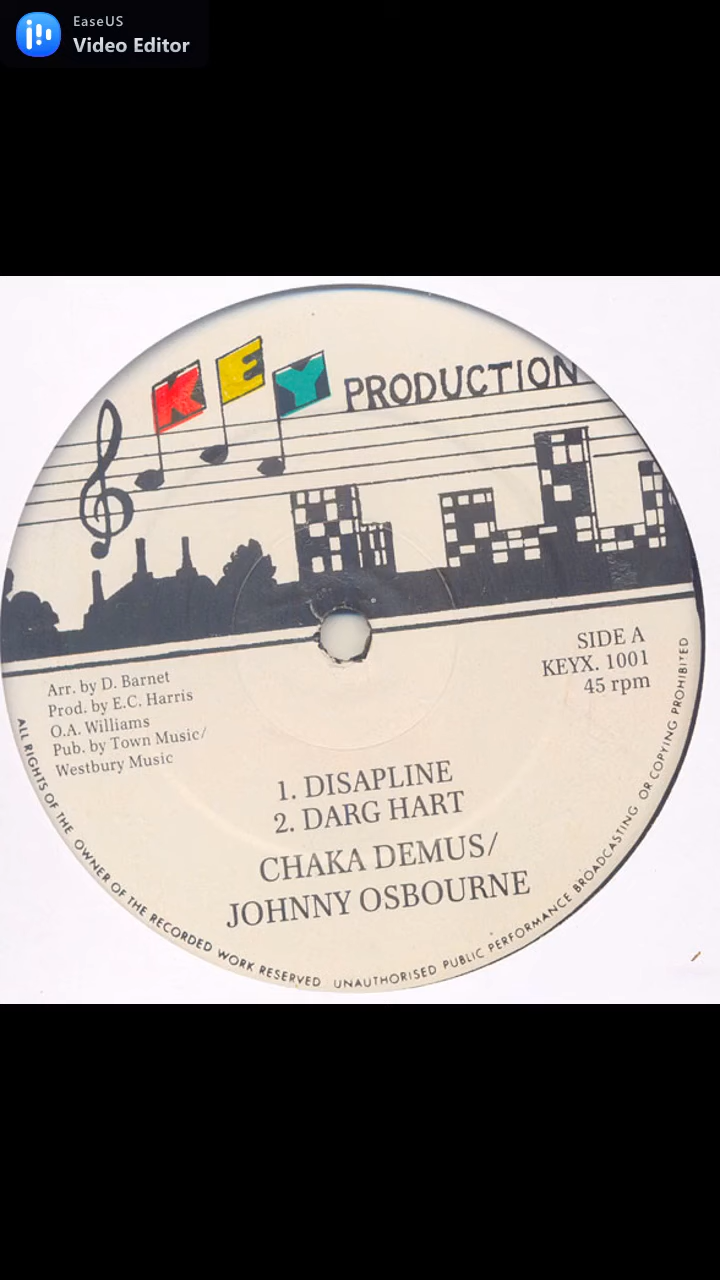 EaseUS
Video Editor
KEY PRODUCTION
SIDE A
KEYX. 1001
45 rpm
Arr. by D. Barnet
Prod. by E.C. Harris
O.A. Williams
Pub. by Town Music/
Westbury Music
1. DISAPLINE
2. DARG HART
CHAKA DEMUS/
JOHNNY OSBOURNE
ALL RIGHTS OF THE OWNER OF THE RECORDED WORK RESERVED UNAUTHORISED PUBLIC PERFORMANCE BROADCASTING OR COPYING PROHIBITED